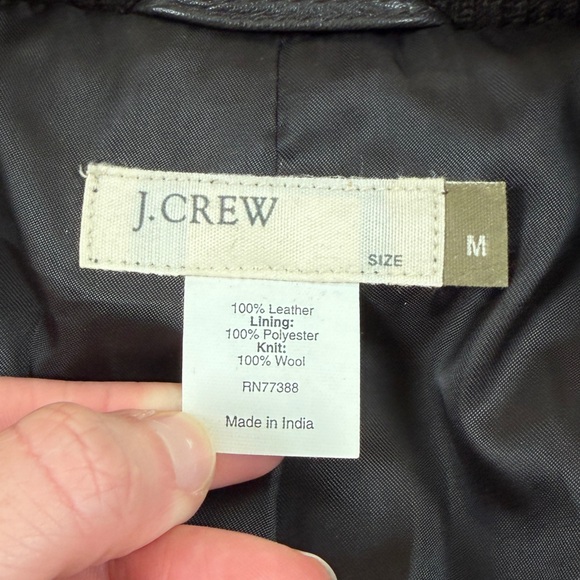 J.CREW
SIZE
M
100% Leather
Lining:
100% Polyester
Knit:
100% Wool
RN77388
Made in India